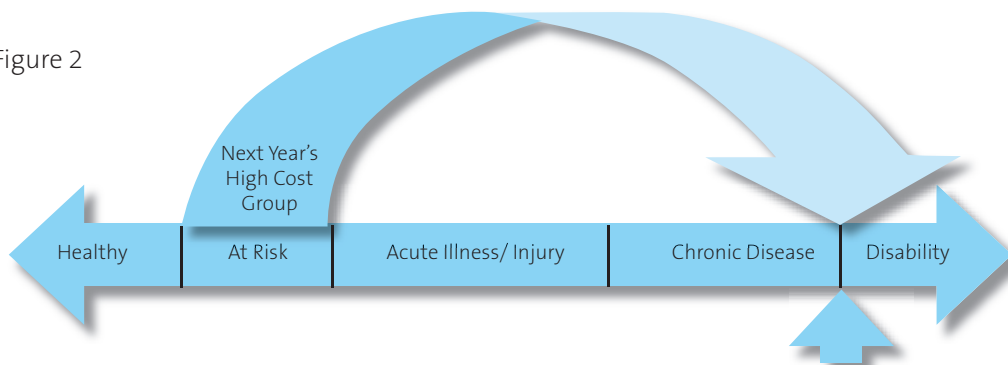 Figure 2
Next Year's
High Cost
Group
Healthy
At Risk
Acute Illness/ Injury
Chronic Disease
Disability